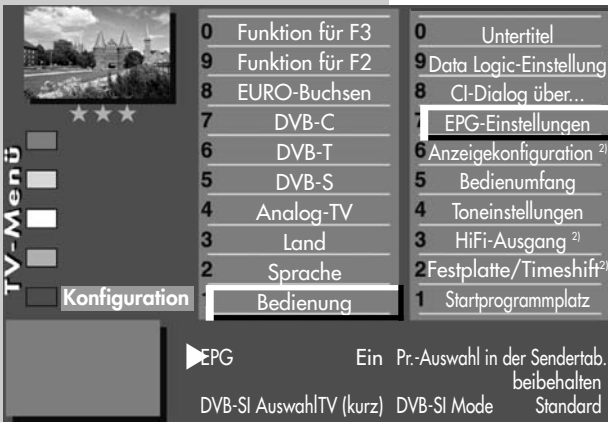 TV-Menü
Konfiguration
0 Funktion für F3
9 Funktion für F2
8 EURO-Buchsen
7 DVB-C
6 DVB-T
5 DVB-S
4 Analog-TV
3 Land
2 Sprache
1 Bedienung
0 Untertitel
9 Data Logic-Einstellung
8 CI-Dialog über...
7 EPG-Einstellungen
6 Anzeigekonfiguration 2)
5 Bedienumfang
4 Toneinstellungen
3 HiFi-Ausgang 2)
2 Festplatte/Timeshift 2)
1 Startprogrammplatz
EPG Ein Pr.-Auswahl in der Sendertab.
beibehalten
DVB-SI Auswahl TV (kurz) DVB-SI Mode Standard